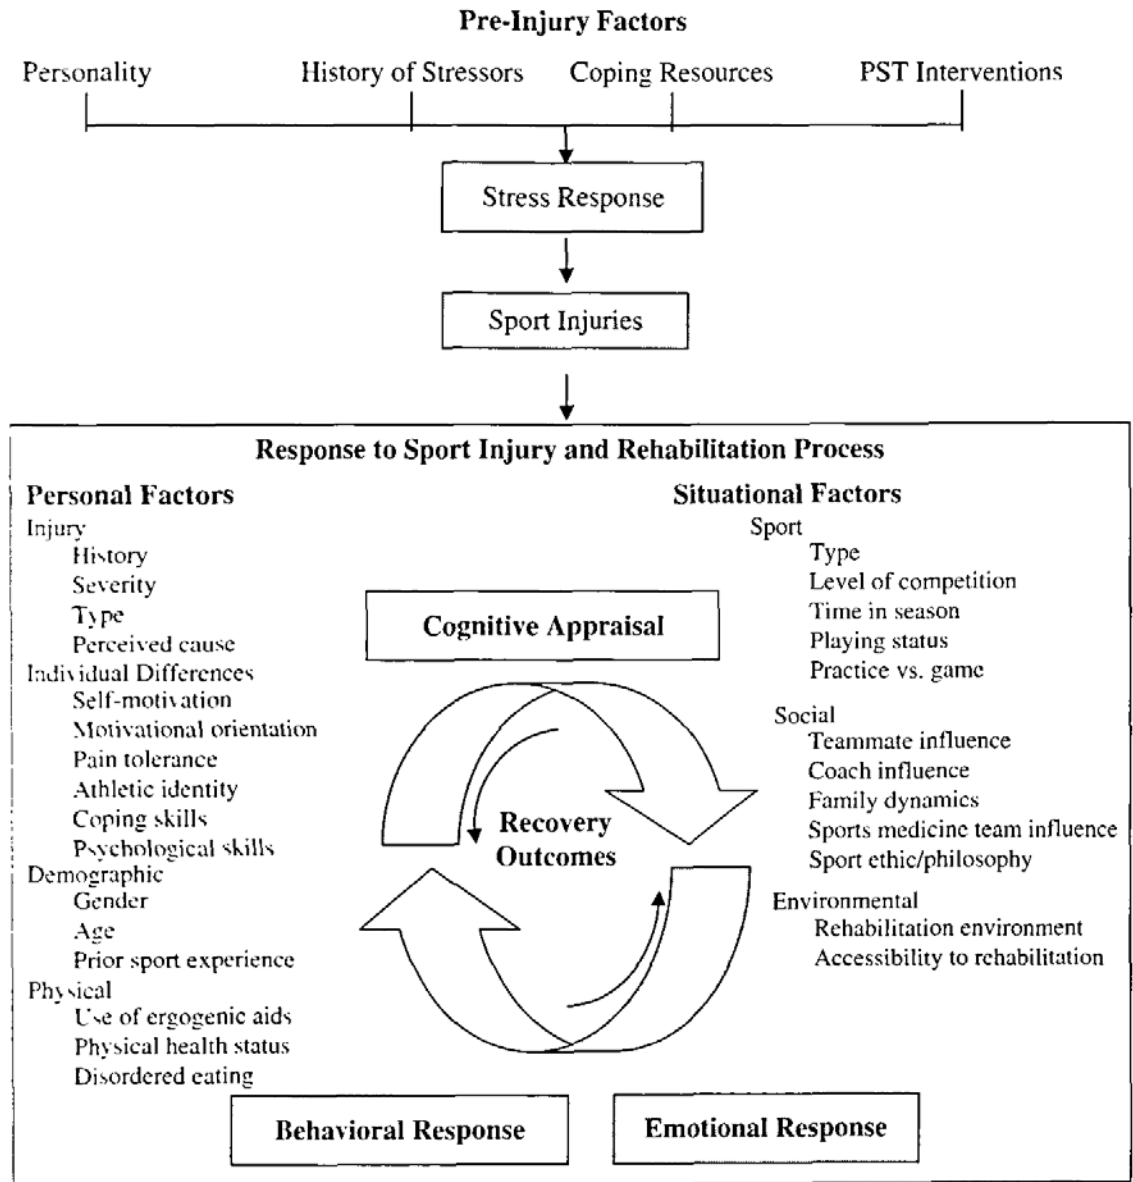 Pre-Injury Factors
Personality
History of Stressors
Coping Resources
PST Interventions
Stress Response
Sport Injuries
Response to Sport Injury and Rehabilitation Process
Personal Factors
Injury
History
Severity
Type
Perceived cause
Individual Differences
Self-motivation
Motivational orientation
Pain tolerance
Athletic identity
Coping skills
Psychological skills
Demographic
Gender
Age
Prior sport experience
Physical
Use of ergogenic aids
Physical health status
Disordered eating
Situational Factors
Sport
Type
Level of competition
Time in season
Playing status
Practice vs. game
Social
Teammate influence
Coach influence
Family dynamics
Sports medicine team influence
Sport ethic/philosophy
Environmental
Rehabilitation environment
Accessibility to rehabilitation
Cognitive Appraisal
Recovery
Outcomes
Behavioral Response
Emotional Response